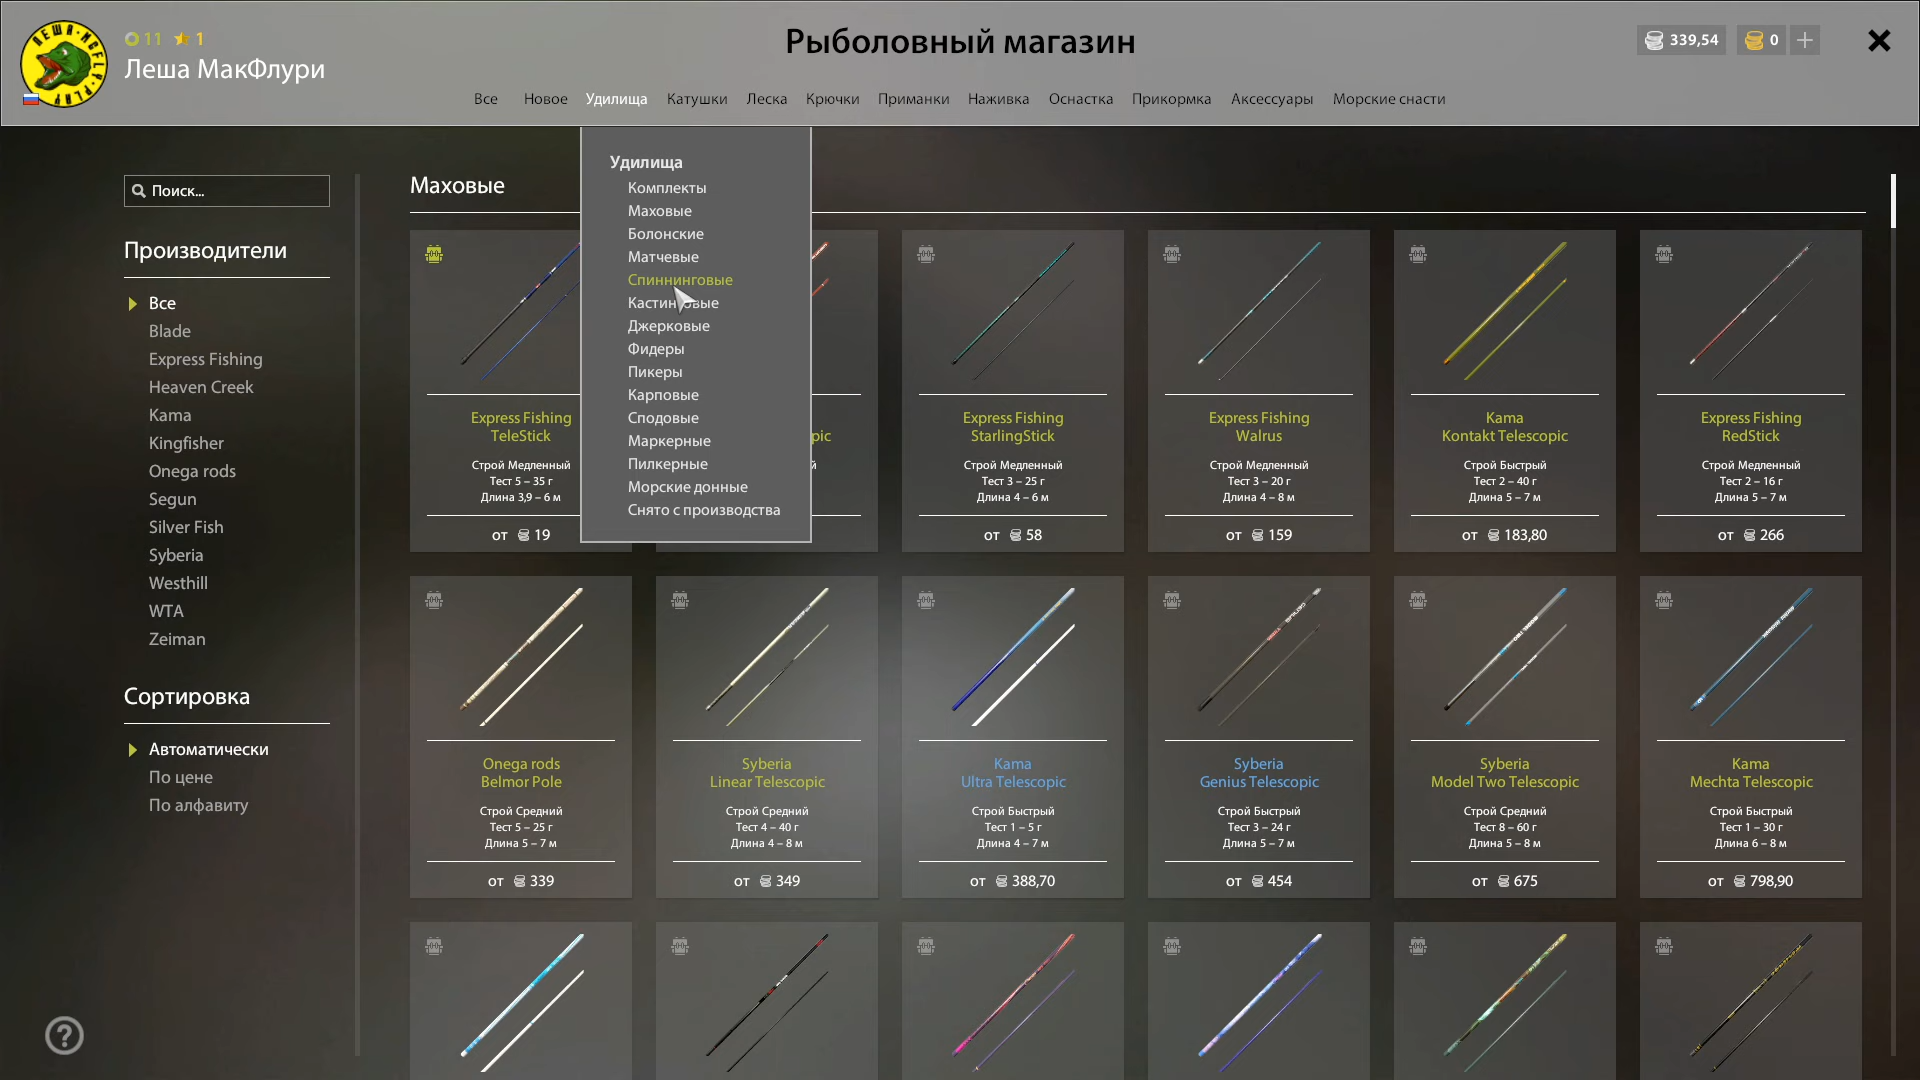 ЛЕША-MCFLY-PLAY
11 1
Леша МакФлури
Рыболовный магазин
339,54
0
Все Новое Удилища Катушки Леска Крючки Приманки Наживка Оснастка Прикормка Аксессуары Морские снасти
Удилища
Комплекты
Маховые
Болонские
Матчевые
Спиннинговые
Кастинговые
Джерковые
Фидеры
Пикеры
Карповые
Сподовые
Маркерные
Пилкерные
Морские донные
Снято с производства
Поиск...
Производители
Все
Blade
Express Fishing
Heaven Creek
Kama
Kingfisher
Onega rods
Segun
Silver Fish
Syberia
Westhill
WTA
Zeiman
Сортировка
Автоматически
По цене
По алфавиту
Маховые
Express Fishing
TeleStick
Строй Медленный
Тест 5 – 35 г
Длина 3,9 – 6 м
от 19
Express Fishing
StarlingStick
Строй Медленный
Тест 3 – 25 г
Длина 4 – 6 м
от 58
Express Fishing
Walrus
Строй Медленный
Тест 3 – 20 г
Длина 4 – 8 м
от 159
Kama
Kontakt Telescopic
Строй Быстрый
Тест 2 – 40 г
Длина 5 – 7 м
от 183,80
Express Fishing
RedStick
Строй Медленный
Тест 2 – 16 г
Длина 5 – 7 м
от 266
Onega rods
Belmor Pole
Строй Средний
Тест 5 – 25 г
Длина 5 – 7 м
от 339
Syberia
Linear Telescopic
Строй Средний
Тест 4 – 40 г
Длина 4 – 8 м
от 349
Kama
Ultra Telescopic
Строй Быстрый
Тест 1 – 5 г
Длина 4 – 7 м
от 388,70
Syberia
Genius Telescopic
Строй Быстрый
Тест 3 – 24 г
Длина 5 – 7 м
от 454
Syberia
Model Two Telescopic
Строй Средний
Тест 8 – 60 г
Длина 5 – 8 м
от 675
Kama
Mechta Telescopic
Строй Быстрый
Тест 1 – 30 г
Длина 6 – 8 м
от 798,90